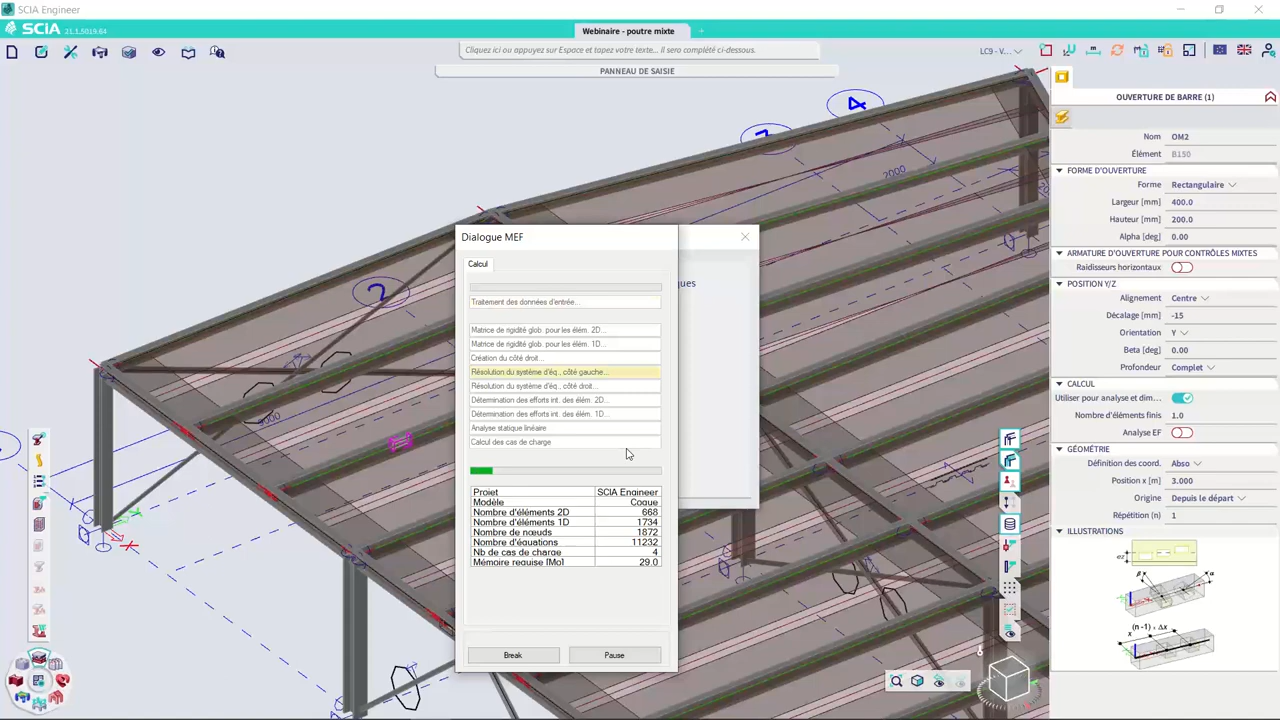 SCIA Engineer
SCIA 21.1.5019.64
Webinaire - poutre mixte
Cliquez ici ou appuyez sur Espace et tapez votre texte... il sera complété ci-dessous.
LC9 - V...
PANNEAU DE SAISIE
OUVERTURE DE BARRE (1)
Nom OM2
Élément B150
FORME D'OUVERTURE
Forme Rectangulaire
Largeur [mm] 400.0
Hauteur [mm] 200.0
Alpha [deg] 0.00
ARMATURE D'OUVERTURE POUR CONTRÔLES MIXTES
Raidisseurs horizontaux
POSITION Y/Z
Alignement Centre
Décalage [mm] -15
Orientation Y
Beta [deg] 0.00
Profondeur Complet
CALCUL
Utiliser pour analyse et dim...
Nombre d'éléments finis 1.0
Analyse EF
GÉOMÉTRIE
Définition des coord. Abso
Position x [m] 3.000
Origine Depuis le départ
Répétition (n) 1
ILLUSTRATIONS
(n -1) · Δx
Dialogue MEF
ques
Calcul
Traitement des données d'entrée...
Matrice de rigidité glob. pour les élém. 2D...
Matrice de rigidité glob. pour les élém. 1D...
Création du côté droit...
Résolution du système d'éq., côté gauche...
Résolution du système d'éq., côté droit...
Détermination des efforts int. des élém. 2D...
Détermination des efforts int. des élém. 1D...
Analyse statique linéaire
Calcul des cas de charge
Projet SCIA Engineer
Modèle Coque
Nombre d'éléments 2D 668
Nombre d'éléments 1D 1734
Nombre de nœuds 1872
Nombre d'équations 11232
Nb de cas de charge 4
Mémoire requise [Mo] 29.0
Break
Pause
2
4
2000